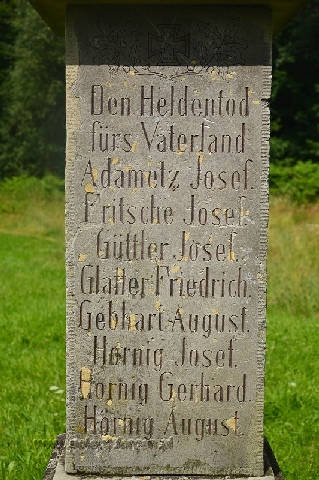 Den Heldentod
fürs Vaterland
Adametz Josef.
Fritsche Josef.
Güttler Josef.
Glatter Friedrich.
Gebhart August.
Hornig Josef.
Hornig Gerhard.
Hornig August.